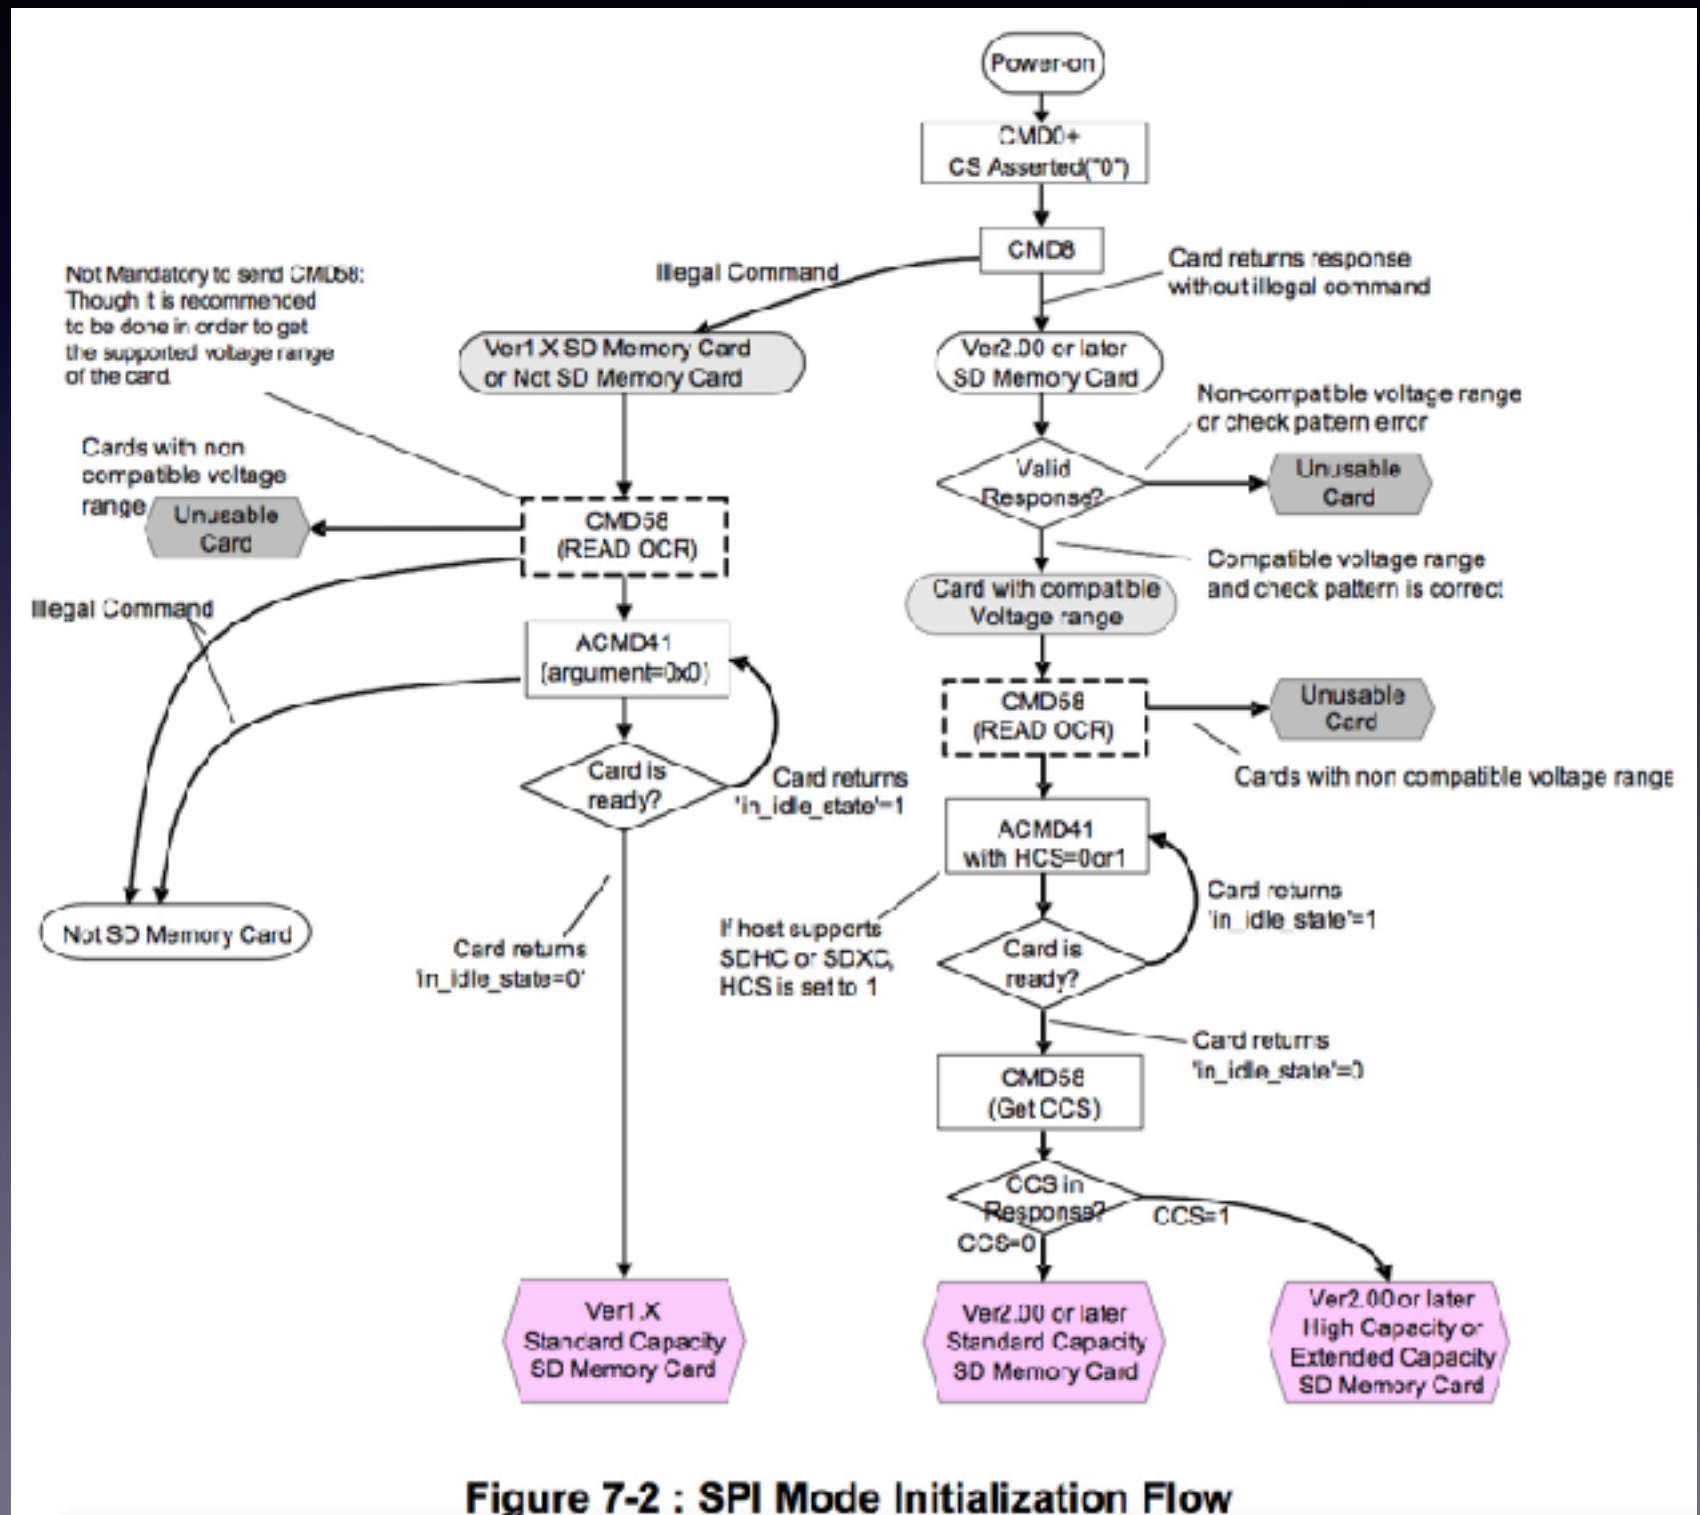 Power-on
CMD0+
CS Asserted("0")
CMD8
Illegal Command
Card returns response
without illegal command
Not Mandatory to send CMD58:
Though it is recommended
to be done in order to get
the supported voltage range
of the card.
Ver1.X SD Memory Card
or Not SD Memory Card
Ver2.00 or later
SD Memory Card
Non-compatible voltage range
or check pattern error
Cards with non
compatible voltage
range
Unusable
Card
CMD58
(READ OCR)
Valid
Response?
Unusable
Card
Compatible voltage range
and check pattern is correct
Card with compatible
Voltage range
Illegal Command
ACMD41
(argument=0x0)
CMD58
(READ OCR)
Unusable
Card
Cards with non compatible voltage range
Card is
ready?
Card returns
'in_idle_state'=1
ACMD41
with HCS=0or1
Card returns
'in_idle_state'=1
Not SD Memory Card
Card returns
'in_idle_state=0'
If host supports
SDHC or SDXC,
HCS is set to 1
Card is
ready?
Card returns
'in_idle_state'=0
CMD58
(Get CCS)
CCS in
Response?
CCS=1
CCS=0
Ver1.X
Standard Capacity
SD Memory Card
Ver2.00 or later
Standard Capacity
SD Memory Card
Ver2.00 or later
High Capacity or
Extended Capacity
SD Memory Card
Figure 7-2 : SPI Mode Initialization Flow